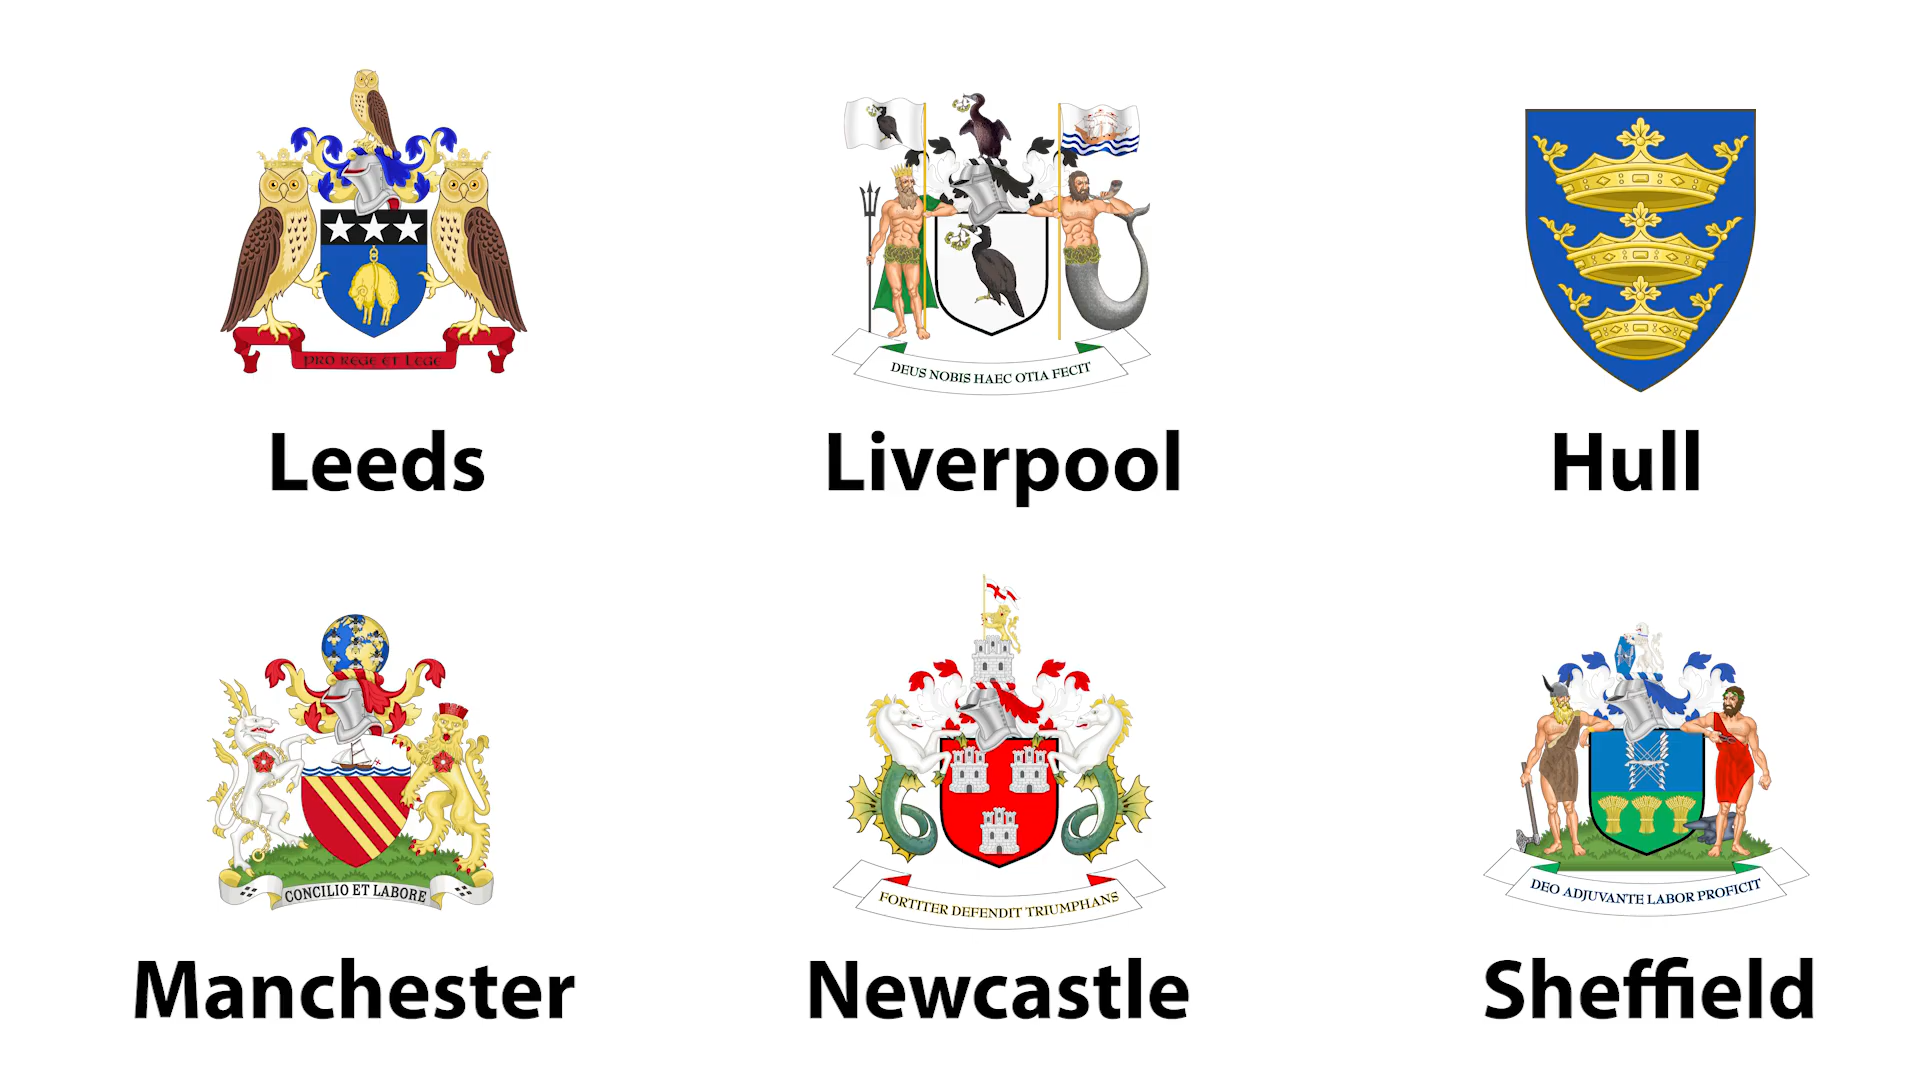 PRO REGE ET LEGE
DEUS NOBIS HAEC OTIA FECIT
Leeds
Liverpool
Hull
CONCILIO ET LABORE
FORTITER DEFENDIT TRIUMPHANS
DEO ADJUVANTE LABOR PROFICIT
Manchester
Newcastle
Sheffield